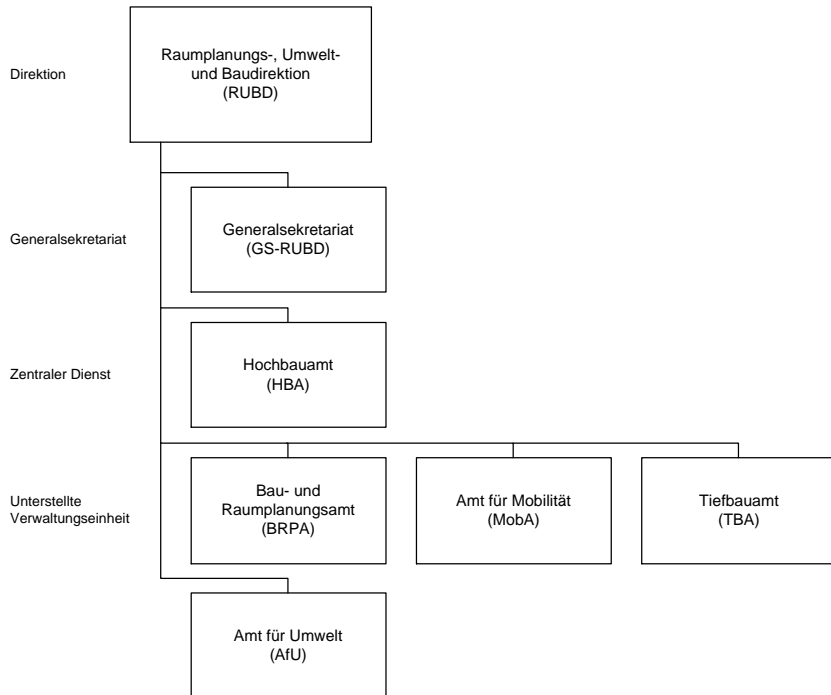 Direktion
Raumplanungs-, Umwelt-
und Baudirektion
(RUBD)
Generalsekretariat
Generalsekretariat
(GS-RUBD)
Zentraler Dienst
Hochbauamt
(HBA)
Unterstellte
Verwaltungseinheit
Bau- und
Raumplanungsamt
(BRPA)
Amt für Mobilität
(MobA)
Tiefbauamt
(TBA)
Amt für Umwelt
(AfU)